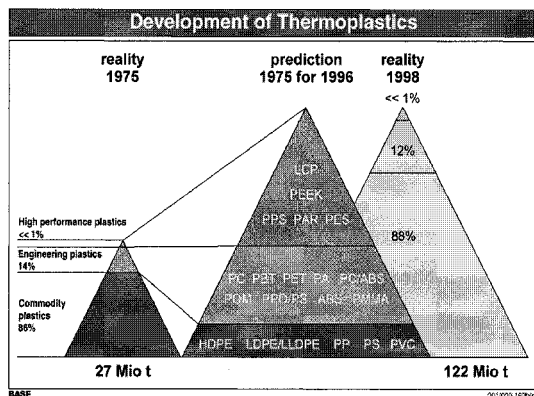 Development of Thermoplastics
reality
1975
prediction
1975 for 1996
reality
1998
<< 1%
12%
88%
LCP
PEEK
PPS PAR PES
High performance plastics
<< 1%
Engineering plastics
14%
Commodity
plastics
86%
PC PBT PET PA PC/ABS
POM PPO/PS ABS PMMA
HDPE LDPE/LLDPE PP PS PVC
27 Mio t
122 Mio t